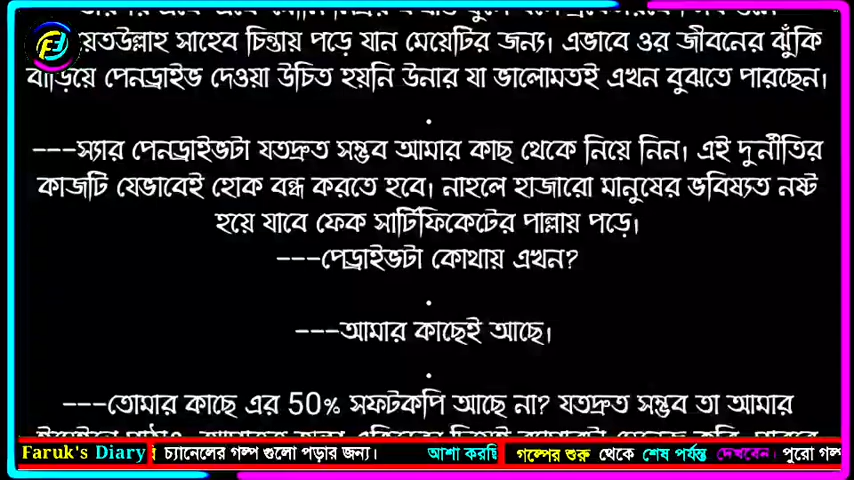 য়তউল্লাহ সাহেব চিন্তায় পড়ে যান মেয়েটির জন্য। এভাবে ওর জীবনের ঝুঁকি
বাড়িয়ে পেনড্রাইভ দেওয়া উচিত হয়নি উনার যা ভালোমতই এখন বুঝতে পারছেন।
.
---স্যার পেনড্রাইভটা যতদ্রুত সম্ভব আমার কাছ থেকে নিয়ে নিন। এই দুর্নীতির
কাজটি যেভাবেই হোক বন্ধ করতে হবে। নাহলে হাজারো মানুষের ভবিষ্যত নষ্ট
হয়ে যাবে ফেক সার্টিফিকেটের পাল্লায় পড়ে।
---পেড্রাইভটা কোথায় এখন?
.
---আমার কাছেই আছে।
.
---তোমার কাছে এর 50% সফটকপি আছে না? যতদ্রুত সম্ভব তা আমার
Faruk's Diary চ্যানেলের গল্প গুলো পড়ার জন্য। আশা করছি গল্পের শুরু থেকে শেষ পর্যন্ত দেখবেন। পুরো গল্প